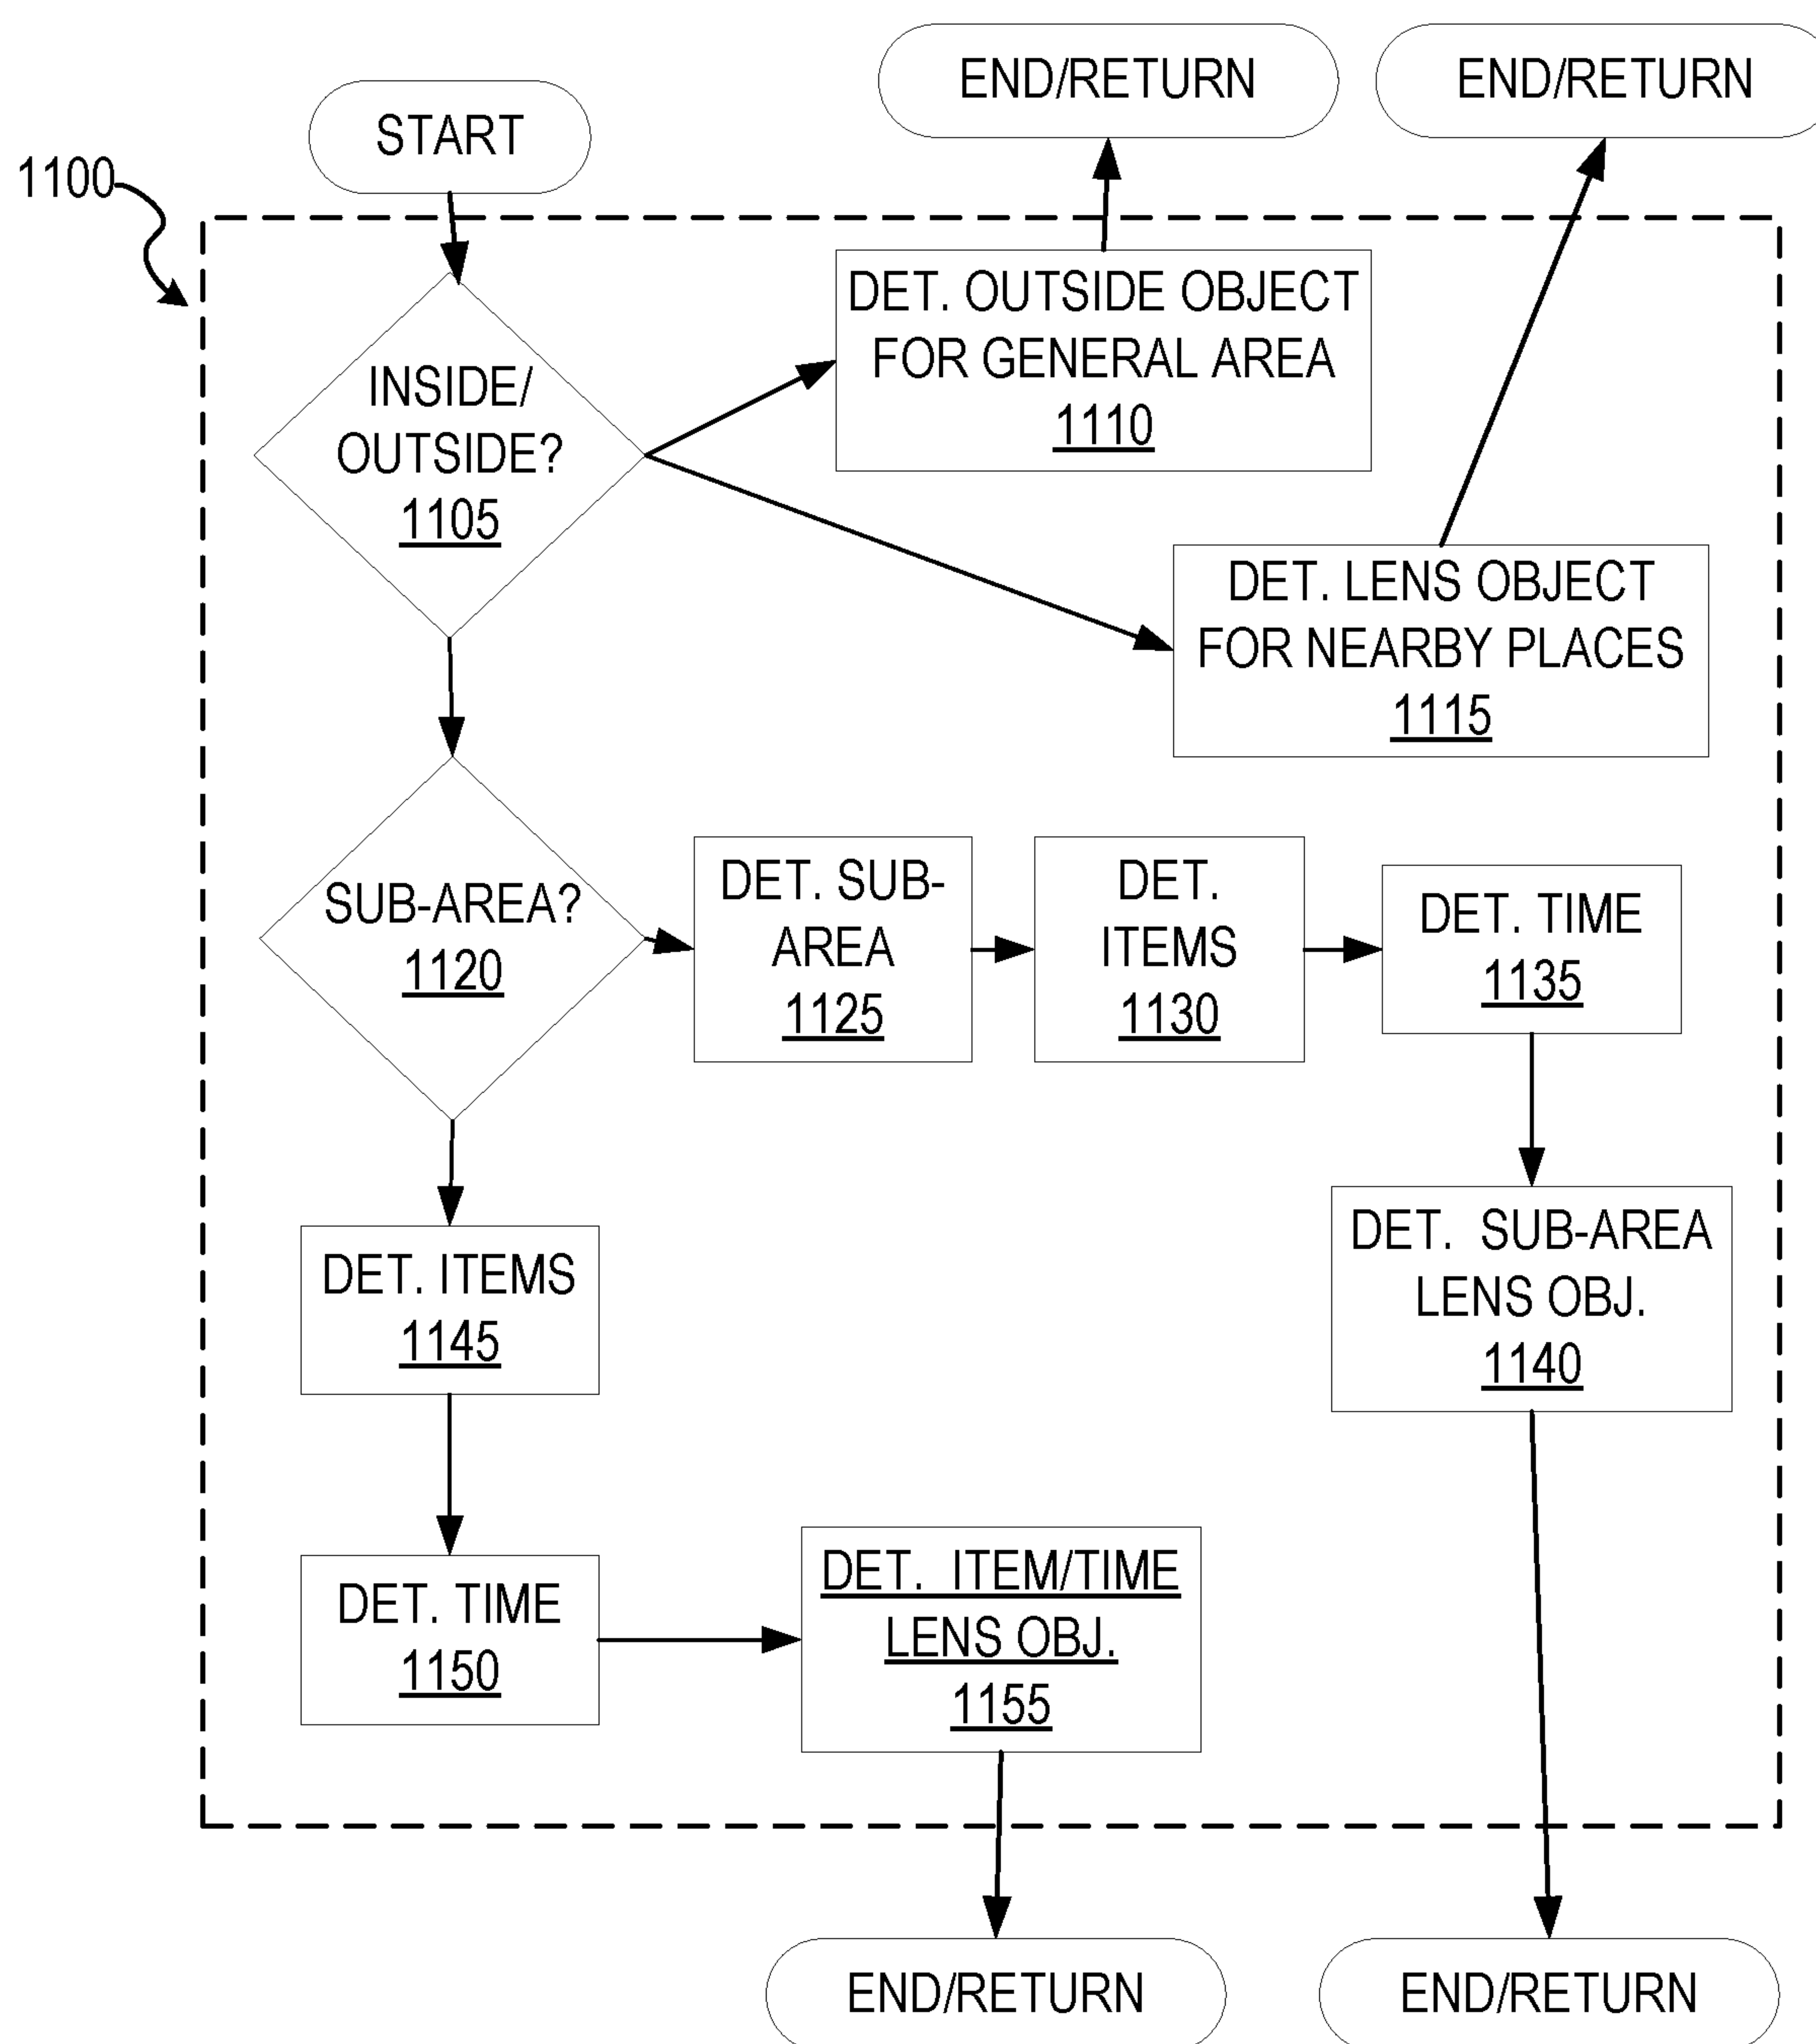 END/RETURN
END/RETURN
START
1100
DET. OUTSIDE OBJECT
FOR GENERAL AREA
1110
INSIDE/
OUTSIDE?
1105
DET. LENS OBJECT
FOR NEARBY PLACES
1115
SUB-AREA?
1120
DET. SUB-
AREA
1125
DET.
ITEMS
1130
DET. TIME
1135
DET. SUB-AREA
LENS OBJ.
1140
DET. ITEMS
1145
DET. TIME
1150
DET. ITEM/TIME
LENS OBJ.
1155
END/RETURN
END/RETURN